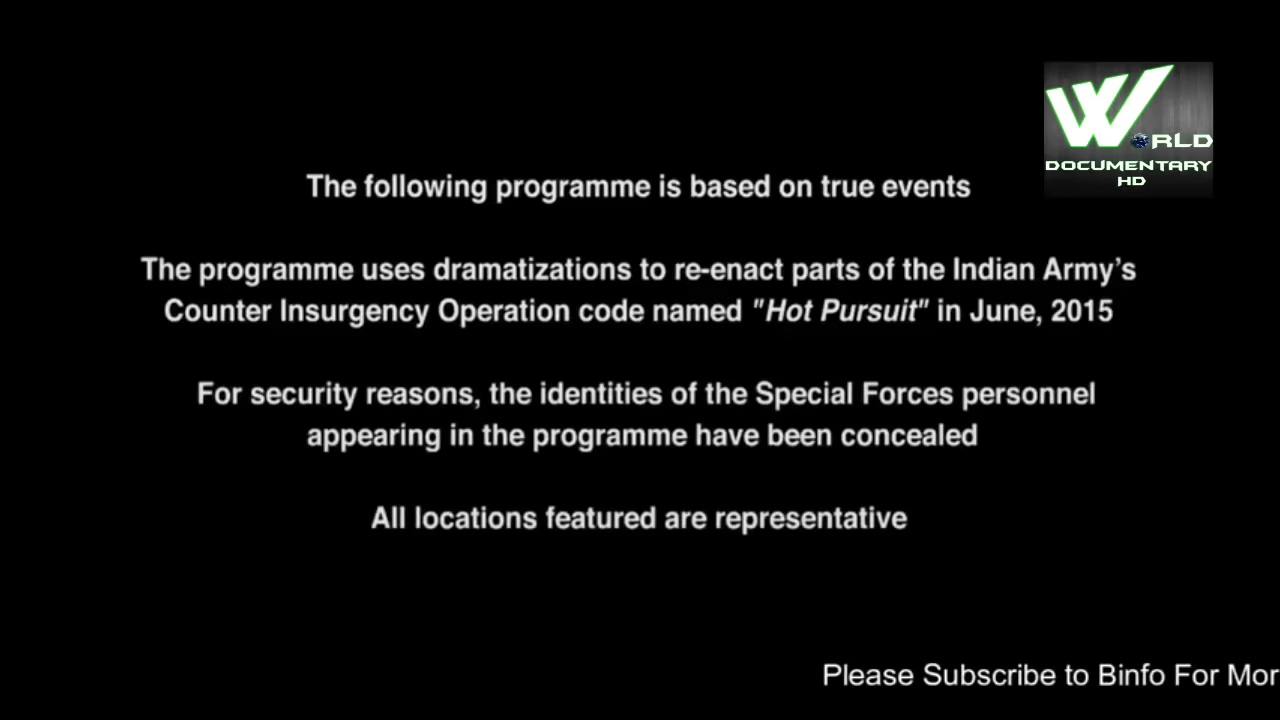 WORLD
DOCUMENTARY
HD
The following programme is based on true events
The programme uses dramatizations to re-enact parts of the Indian Army’s
Counter Insurgency Operation code named "Hot Pursuit" in June, 2015
For security reasons, the identities of the Special Forces personnel
appearing in the programme have been concealed
All locations featured are representative
Please Subscribe to Binfo For Mor